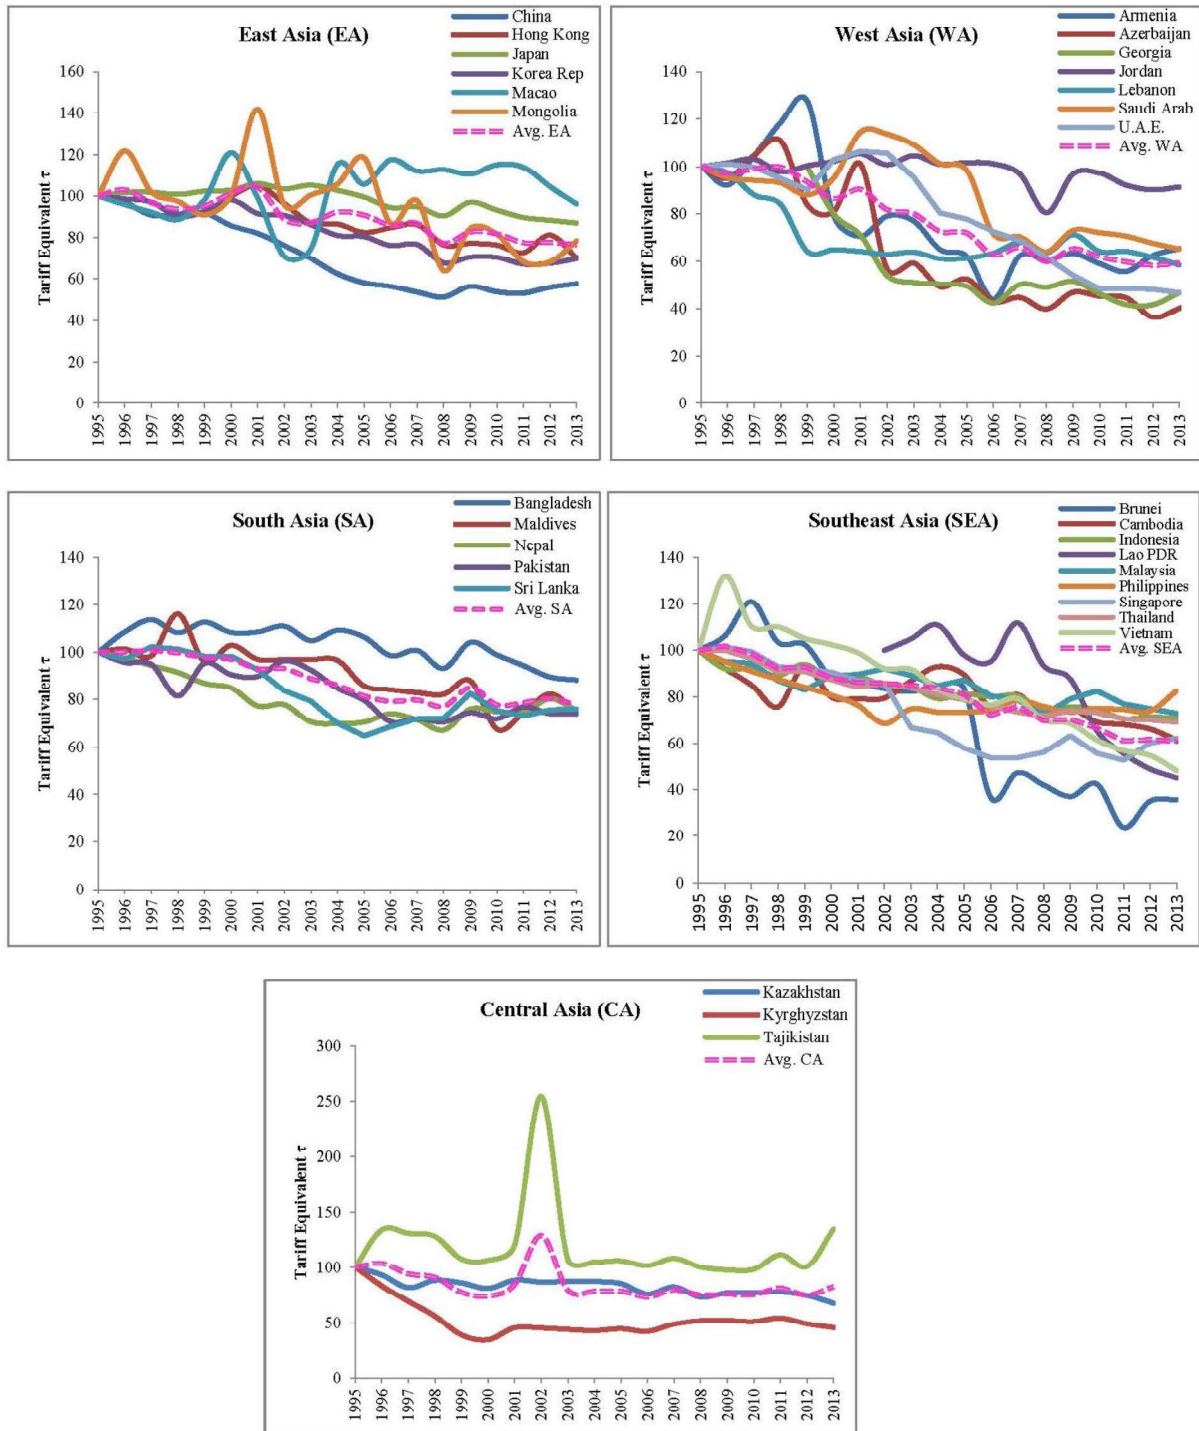 East Asia (EA)
China
Hong Kong
Japan
Korea Rep
Macao
Mongolia
Avg. EA
Tariff Equivalent τ
160
140
120
100
80
60
40
20
0
1995 1996 1997 1998 1999 2000 2001 2002 2003 2004 2005 2006 2007 2008 2009 2010 2011 2012 2013
West Asia (WA)
Armenia
Azerbaijan
Georgia
Jordan
Lebanon
Saudi Arab
U.A.E.
Avg. WA
Tariff Equivalent τ
140
120
100
80
60
40
20
0
1995 1996 1997 1998 1999 2000 2001 2002 2003 2004 2005 2006 2007 2008 2009 2010 2011 2012 2013
South Asia (SA)
Bangladesh
Maldives
Nepal
Pakistan
Sri Lanka
Avg. SA
Tariff Equivalent τ
140
120
100
80
60
40
20
0
1995 1996 1997 1998 1999 2000 2001 2002 2003 2004 2005 2006 2007 2008 2009 2010 2011 2012 2013
Southeast Asia (SEA)
Brunei
Cambodia
Indonesia
Lao PDR
Malaysia
Philippines
Singapore
Thailand
Vietnam
Avg. SEA
Tariff Equivalent τ
140
120
100
80
60
40
20
0
1995 1996 1997 1998 1999 2000 2001 2002 2003 2004 2005 2006 2007 2008 2009 2010 2011 2012 2013
Central Asia (CA)
Kazakhstan
Kyrghyzstan
Tajikistan
Avg. CA
Tariff Equivalent τ
300
250
200
150
100
50
0
1995 1996 1997 1998 1999 2000 2001 2002 2003 2004 2005 2006 2007 2008 2009 2010 2011 2012 2013